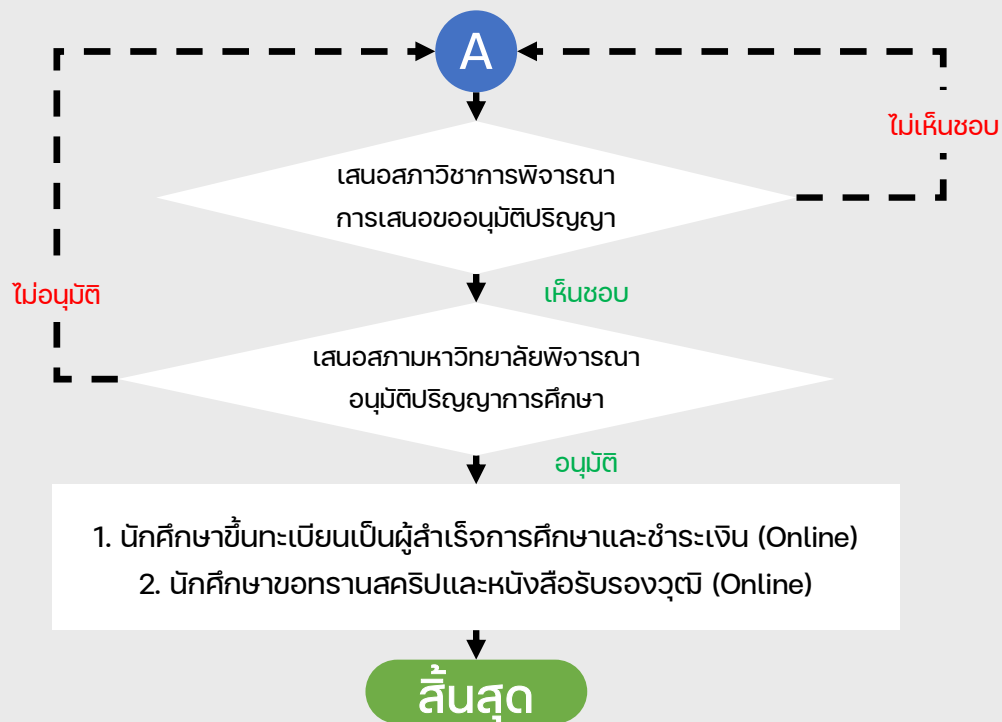 A
ไม่เห็นชอบ
เสนอสภาวิชาการพิจารณา
การเสนอขออนุมัติปริญญา
ไม่อนุมัติ
เห็นชอบ
เสนอสภามหาวิทยาลัยพิจารณา
อนุมัติปริญญาการศึกษา
อนุมัติ
1. นักศึกษาขึ้นทะเบียนเป็นผู้สำเร็จการศึกษาและชำระเงิน (Online)
2. นักศึกษาขอทรานสคริปและหนังสือรับรองวุฒิ (Online)
สิ้นสุด